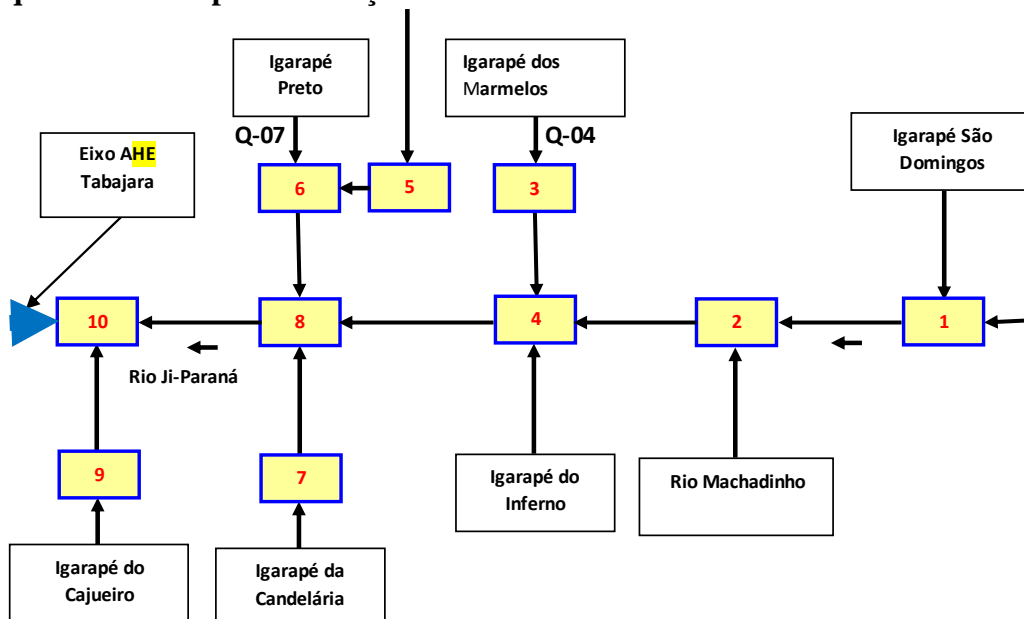 Igarapé
Preto
Igarapé dos
Marmelos
Q-07
Q-04
Eixo AHE
Tabajara
Igarapé São
Domingos
6
5
3
10
8
4
2
1
Rio Ji-Paraná
9
7
Igarapé do
Inferno
Rio Machadinho
Igarapé do
Cajueiro
Igarapé da
Candelária